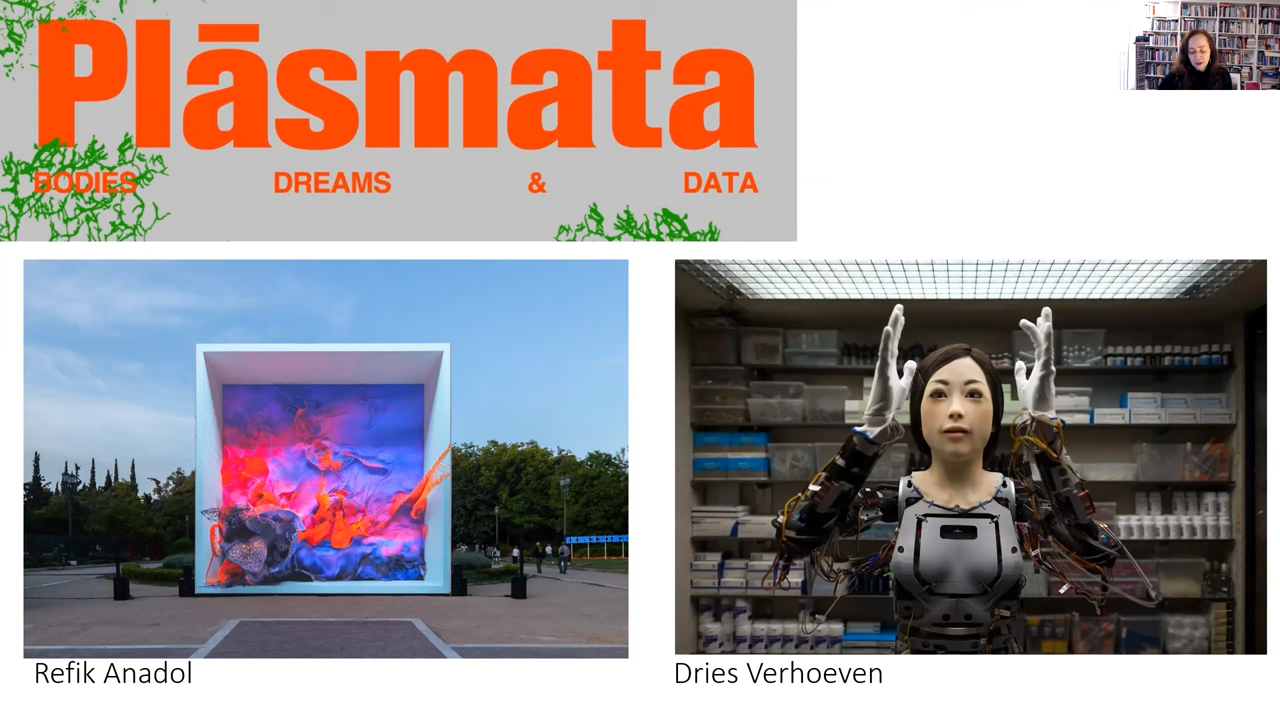 Plāsmata
BODIES DREAMS & DATA
Refik Anadol
Dries Verhoeven